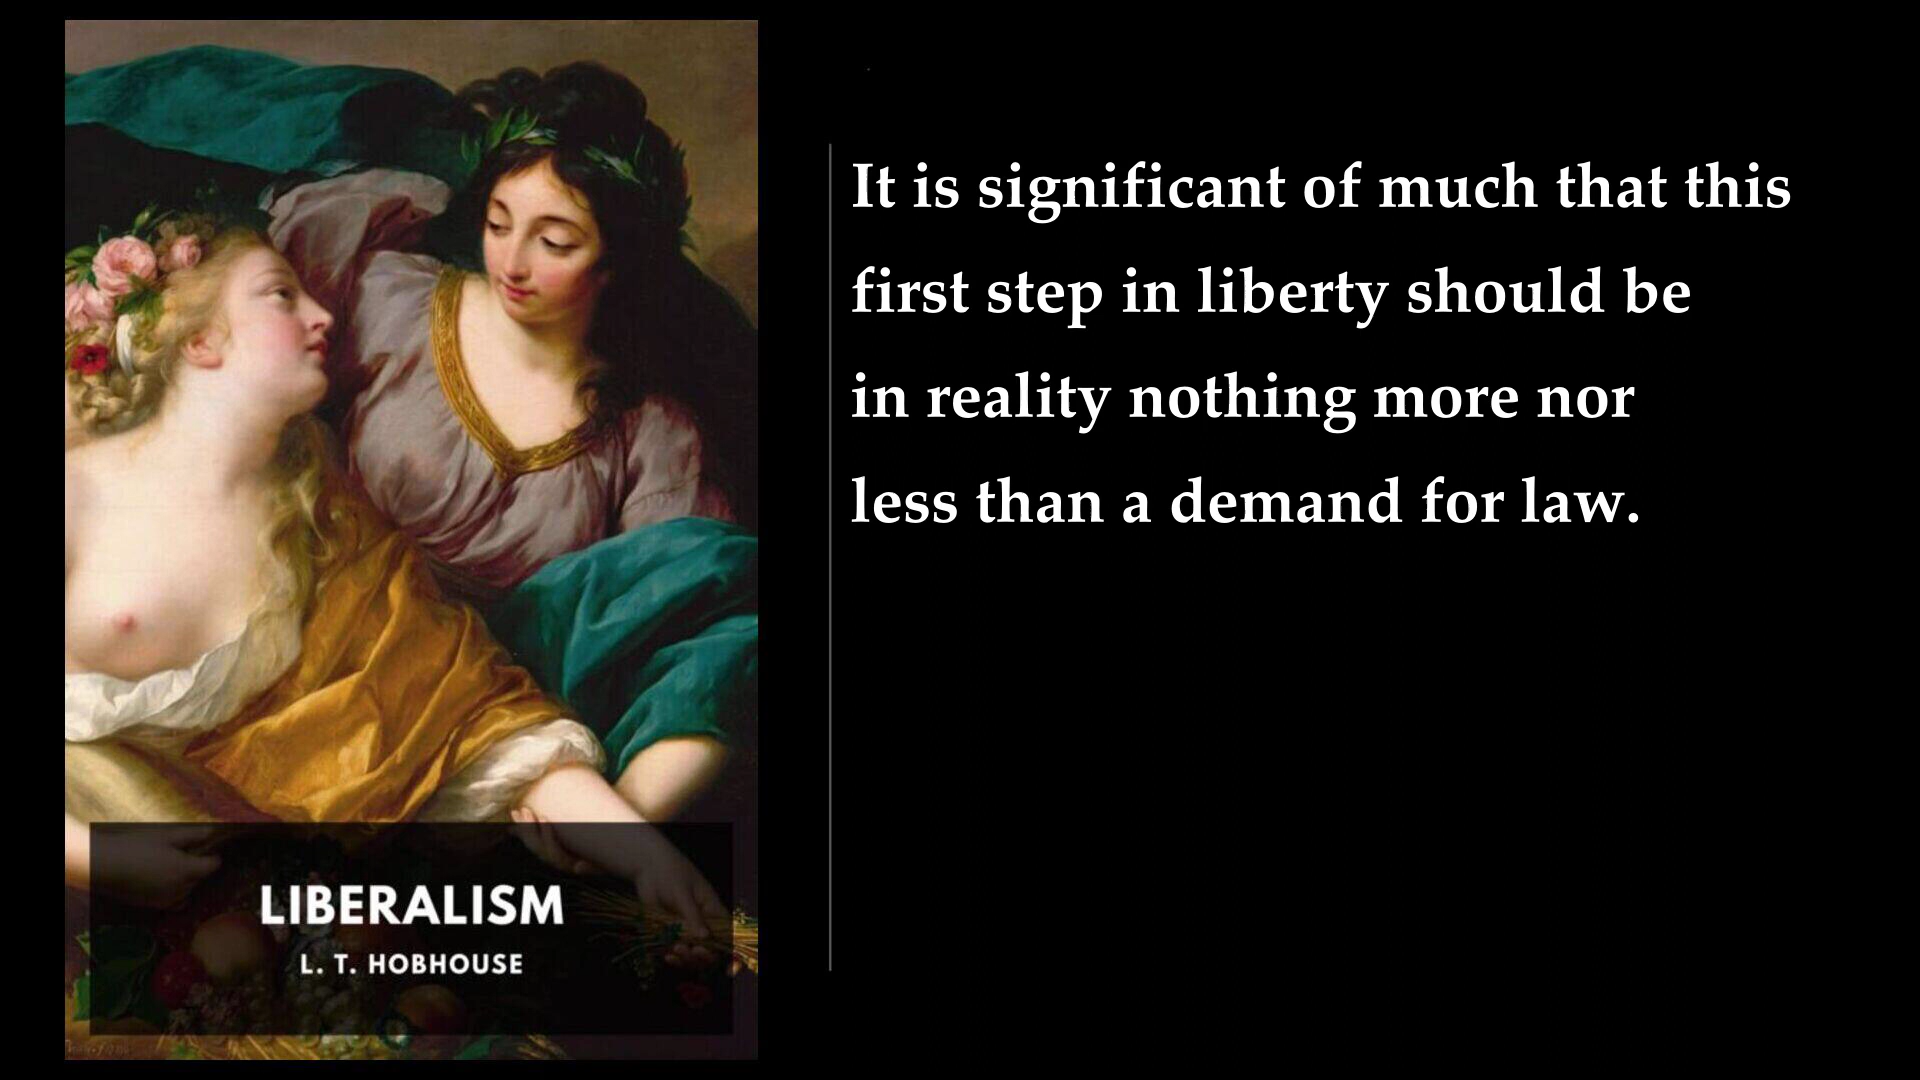 It is significant of much that this
first step in liberty should be
in reality nothing more nor
less than a demand for law.
LIBERALISM
L. T. HOBHOUSE